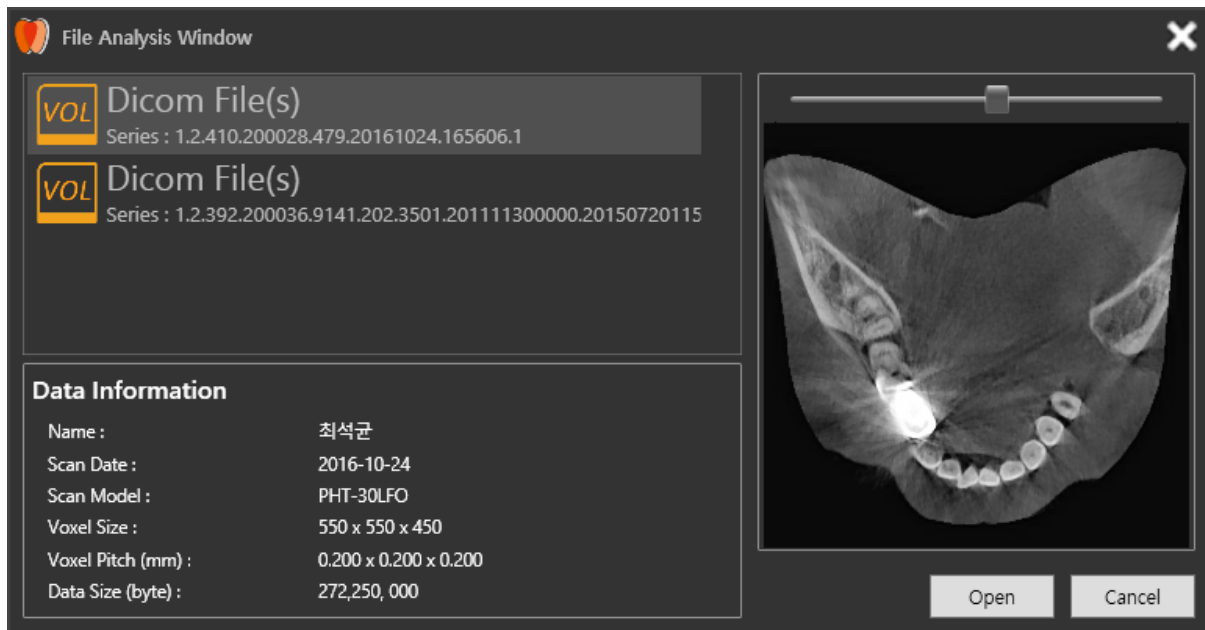 File Analysis Window
VOL
Dicom File(s)
Series : 1.2.410.200028.479.20161024.165606.1
VOL
Dicom File(s)
Series : 1.2.392.200036.9141.202.3501.201111300000.20150720115
Data Information
Name : 최석균
Scan Date : 2016-10-24
Scan Model : PHT-30LFO
Voxel Size : 550 x 550 x 450
Voxel Pitch (mm) : 0.200 x 0.200 x 0.200
Data Size (byte) : 272,250, 000
Open Cancel